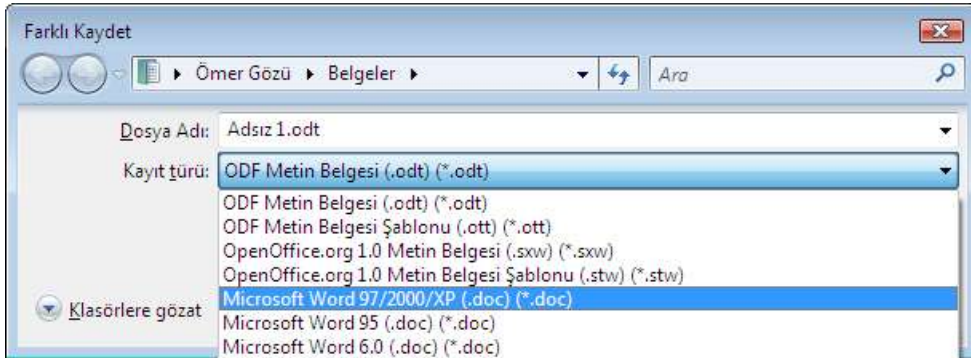 Farklı Kaydet
Ömer Gözü ▸ Belgeler ▸ Ara
Dosya Adı: Adsız 1.odt
Kayıt türü: ODF Metin Belgesi (.odt) (*.odt)
ODF Metin Belgesi (.odt) (*.odt)
ODF Metin Belgesi Şablonu (.ott) (*.ott)
OpenOffice.org 1.0 Metin Belgesi (.sxw) (*.sxw)
OpenOffice.org 1.0 Metin Belgesi Şablonu (.stw) (*.stw)
Microsoft Word 97/2000/XP (.doc) (*.doc)
Klasörlere gözat
Microsoft Word 95 (.doc) (*.doc)
Microsoft Word 6.0 (.doc) (*.doc)